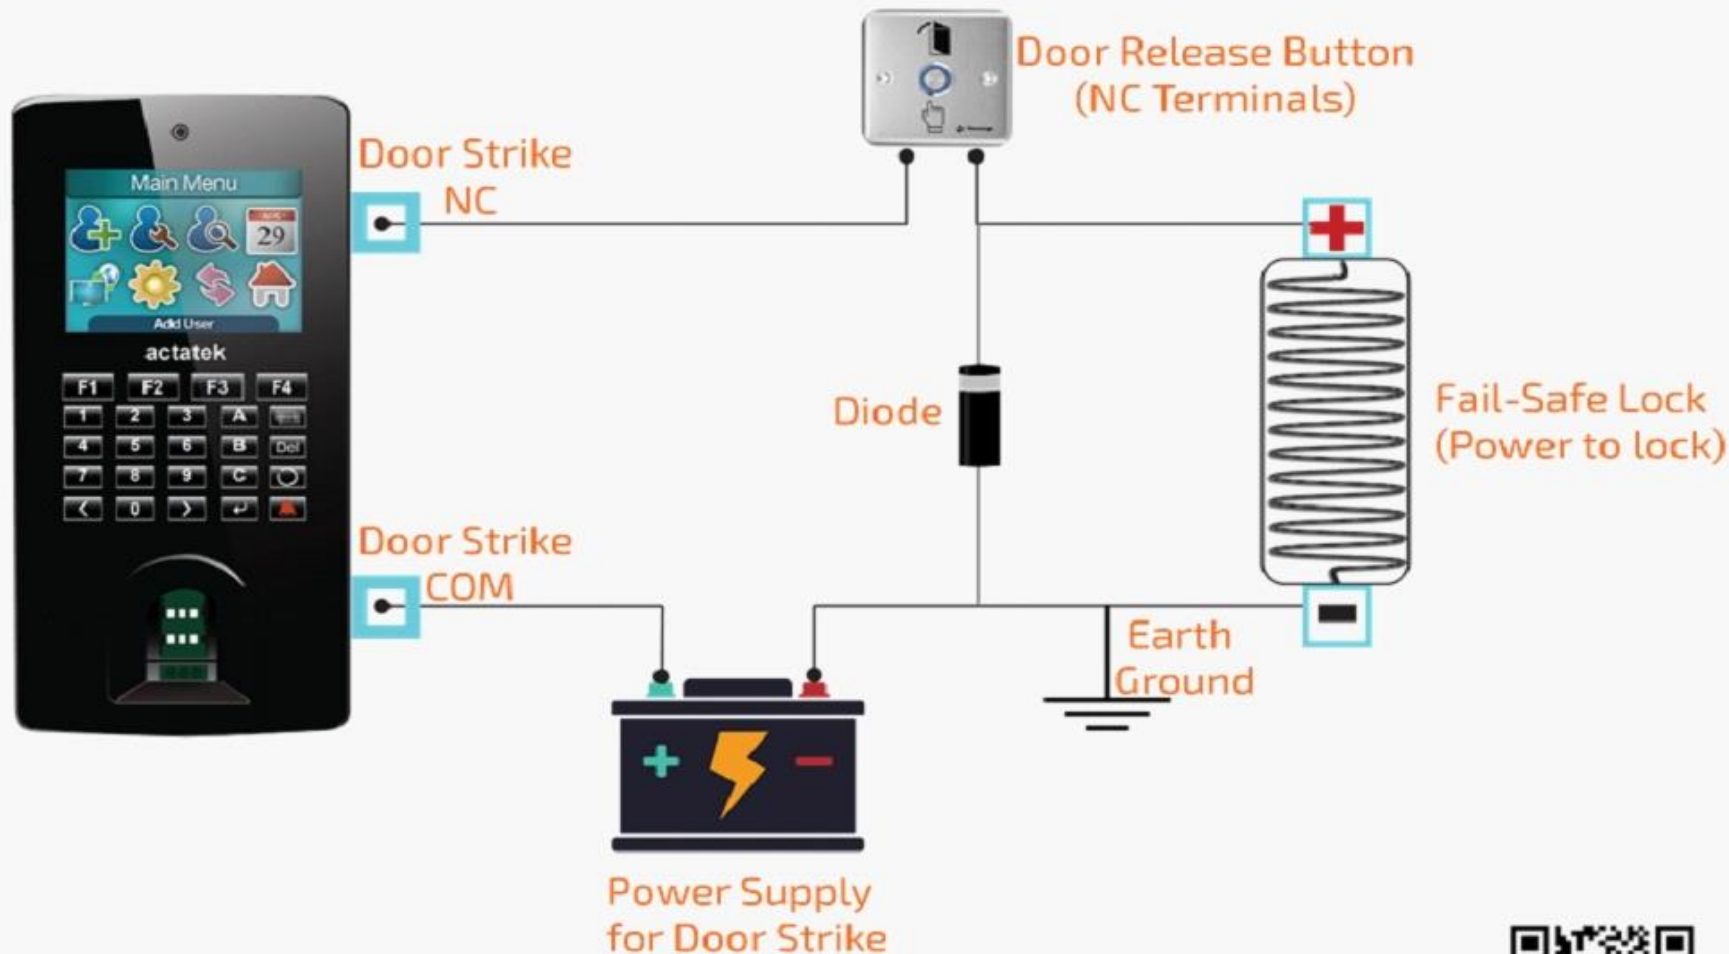 Door Release Button
(NC Terminals)
Door Strike
NC
Main Menu
29
Add User
actatek
F1 F2 F3 F4
1 2 3 A
4 5 6 B Del
7 8 9 C
< 0 >
Diode
Fail-Safe Lock
(Power to lock)
Door Strike
COM
Earth
Ground
Power Supply
for Door Strike